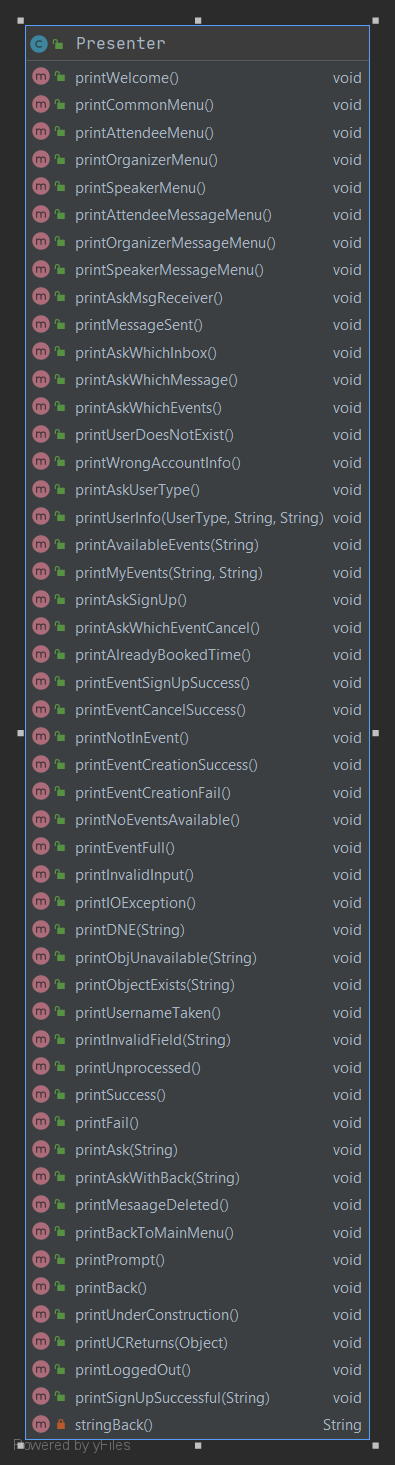 Presenter
printWelcome() void
printCommonMenu() void
printAttendeeMenu() void
printOrganizerMenu() void
printSpeakerMenu() void
printAttendeeMessageMenu() void
printOrganizerMessageMenu() void
printSpeakerMessageMenu() void
printAskMsgReceiver() void
printMessageSent() void
printAskWhichInbox() void
printAskWhichMessage() void
printAskWhichEvents() void
printUserDoesNotExist() void
printWrongAccountInfo() void
printAskUserType() void
printUserInfo(UserType, String, String) void
printAvailableEvents(String) void
printMyEvents(String, String) void
printAskSignUp() void
printAskWhichEventCancel() void
printAlreadyBookedTime() void
printEventSignUpSuccess() void
printEventCancelSuccess() void
printNotInEvent() void
printEventCreationSuccess() void
printEventCreationFail() void
printNoEventsAvailable() void
printEventFull() void
printInvalidInput() void
printIOException() void
printDNE(String) void
printObjUnavailable(String) void
printObjectExists(String) void
printUsernameTaken() void
printInvalidField(String) void
printUnprocessed() void
printSuccess() void
printFail() void
printAsk(String) void
printAskWithBack(String) void
printMesaageDeleted() void
printBackToMainMenu() void
printPrompt() void
printBack() void
printUnderConstruction() void
printUCReturns(Object) void
printLoggedOut() void
printSignUpSuccessful(String) void
stringBack() String
Powered by yFiles